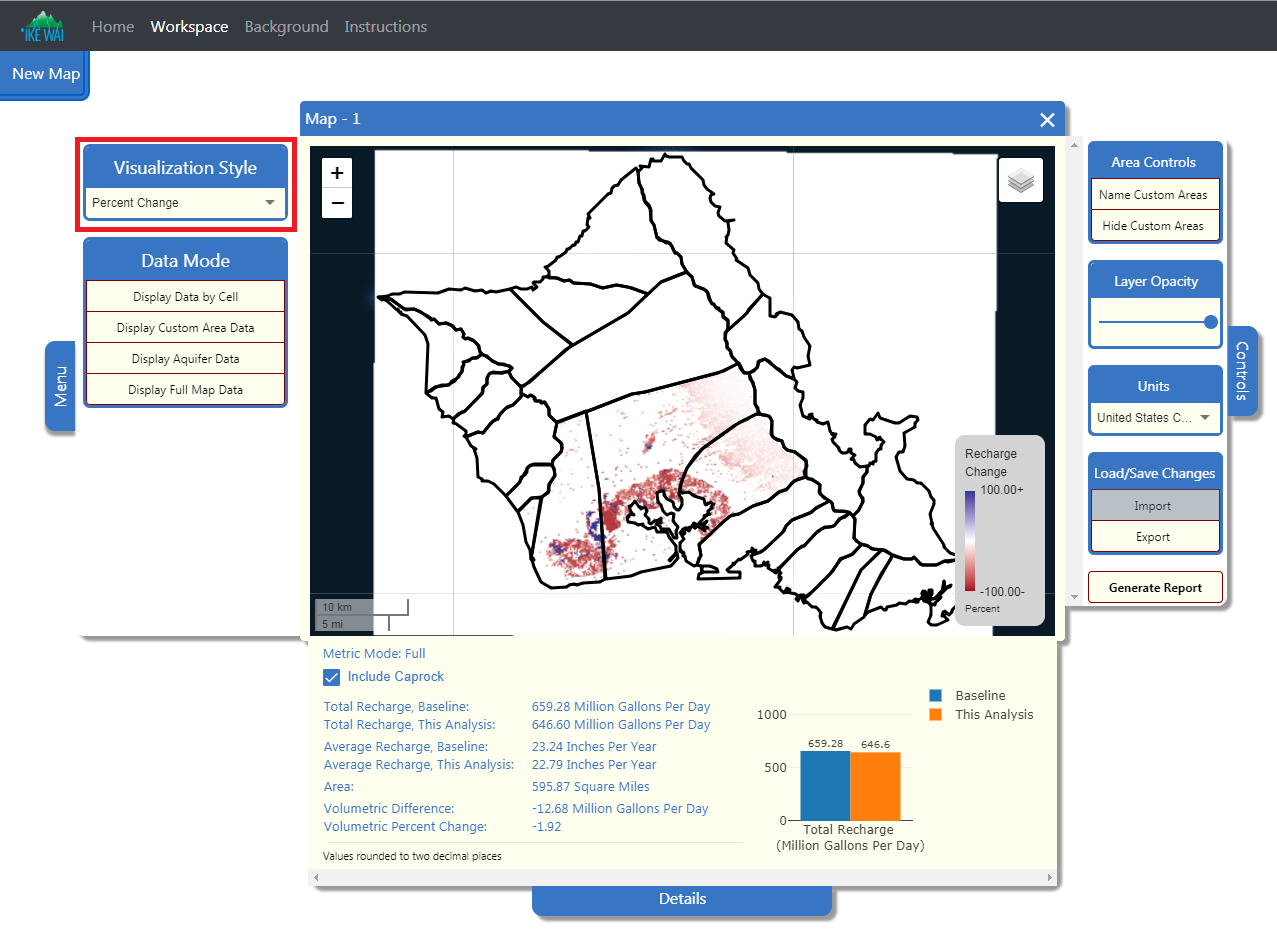 'IKE WAI
Home Workspace Background Instructions
New Map
Map - 1
Visualization Style
Percent Change
Data Mode
Display Data by Cell
Display Custom Area Data
Display Aquifer Data
Display Full Map Data
Menu
+
−
10 km
5 mi
Recharge
Change
100.00+
-100.00-
Percent
Area Controls
Name Custom Areas
Hide Custom Areas
Layer Opacity
Units
United States C...
Load/Save Changes
Import
Export
Generate Report
Controls
Metric Mode: Full
Include Caprock
Total Recharge, Baseline: 659.28 Million Gallons Per Day
Total Recharge, This Analysis: 646.60 Million Gallons Per Day
Average Recharge, Baseline: 23.24 Inches Per Year
Average Recharge, This Analysis: 22.79 Inches Per Year
Area: 595.87 Square Miles
Volumetric Difference: -12.68 Million Gallons Per Day
Volumetric Percent Change: -1.92
Values rounded to two decimal places
Baseline
This Analysis
1000
659.28 646.6
500
0
Total Recharge
(Million Gallons Per Day)
Details